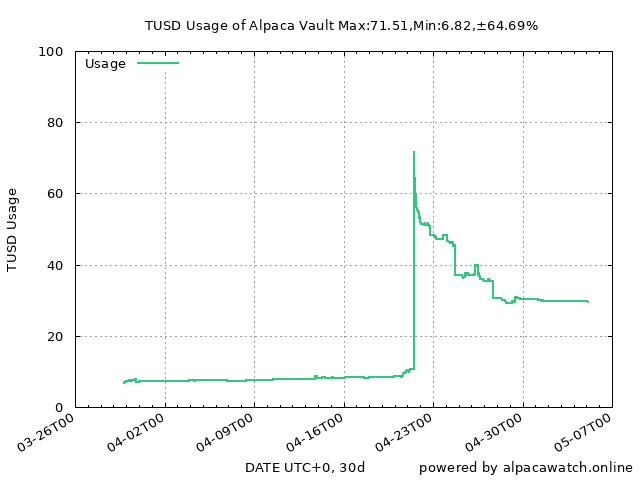 TUSD Usage of Alpaca Vault Max:71.51,Min:6.82,±64.69%
100
Usage
80
60
TUSD Usage
40
20
0
03-26T00 04-02T00 04-09T00 04-16T00 04-23T00 04-30T00 05-07T00
DATE UTC+0, 30d powered by alpacawatch.online